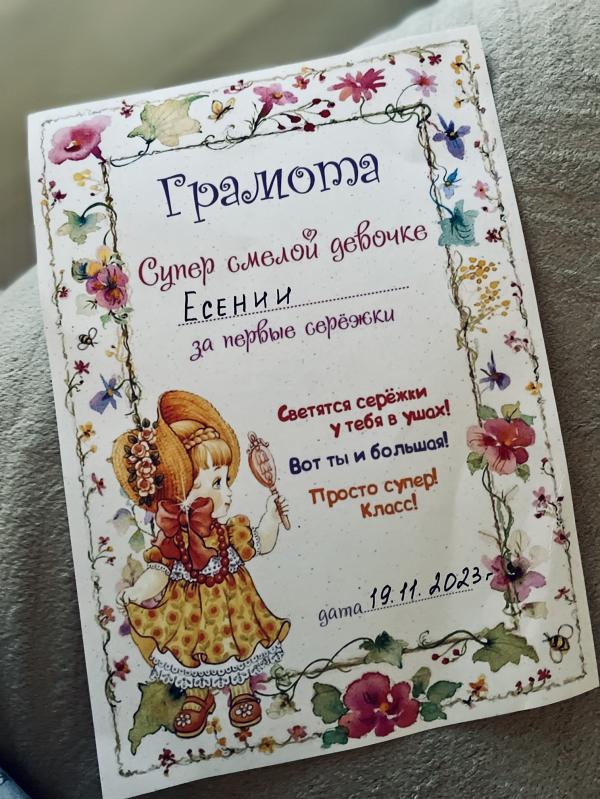 Грамота
Супер смелой девочке
Есении
за первые серёжки
Светятся серёжки
у тебя в ушах!
Вот ты и большая!
Просто супер!
Класс!
дата 19.11.2023г